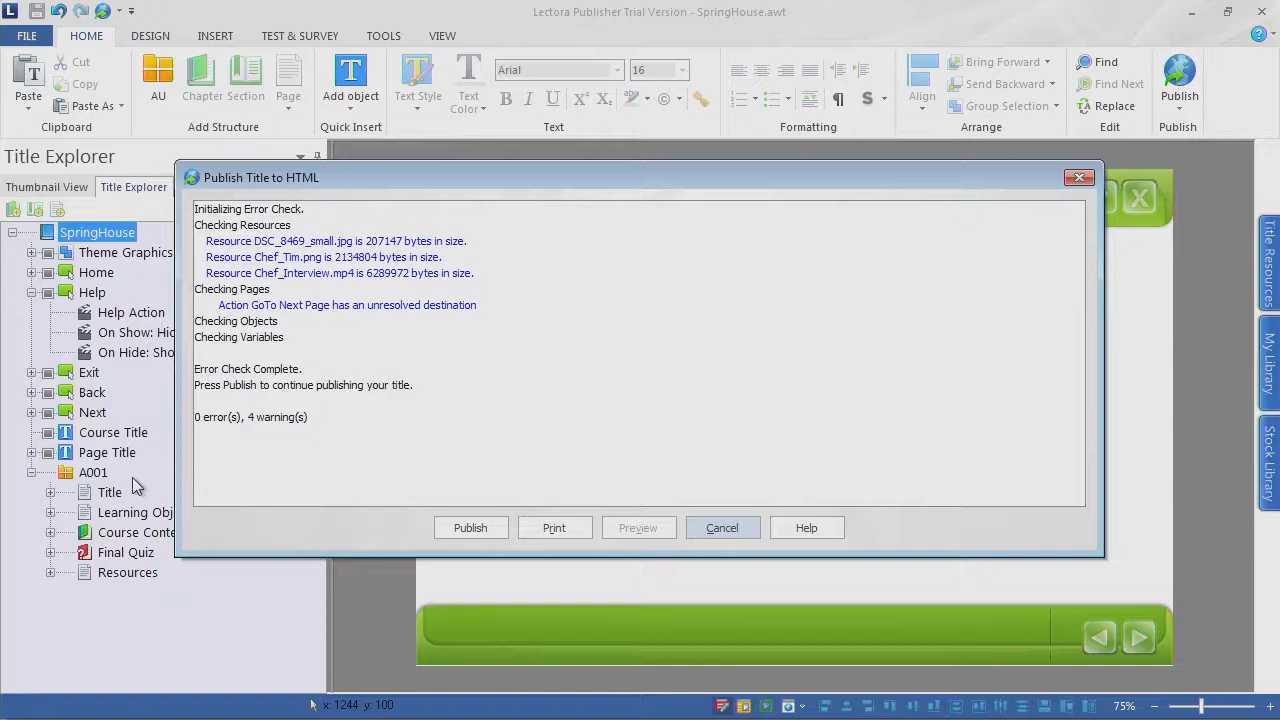 Lectora Publisher Trial Version - SpringHouse.awt
FILE HOME DESIGN INSERT TEST & SURVEY TOOLS VIEW
Paste
Cut
Copy
Paste As
Clipboard
AU
Chapter
Section
Page
Add Structure
Add object
Quick Insert
Text Style
Color
Arial
16
B I U X² X₂
Text
Formatting
Align
Bring Forward
Send Backward
Group Selection
Arrange
Find
Find Next
Replace
Edit
Publish
Publish
Title Explorer
Thumbnail View
Title Explorer
SpringHouse
Theme Graphics
Home
Help
Help Action
On Show: Hid
On Hide: Sho
Exit
Back
Next
Course Title
Page Title
A001
Title
Learning Obj
Course Conte
Final Quiz
Resources
Publish Title to HTML
Initializing Error Check.
Checking Resources
Resource DSC_8469_small.jpg is 207147 bytes in size.
Resource Chef_Tim.png is 2134804 bytes in size.
Resource Chef_Interview.mp4 is 6289972 bytes in size.
Checking Pages
Action GoTo Next Page has an unresolved destination
Checking Objects
Checking Variables
Error Check Complete.
Press Publish to continue publishing your title.
0 error(s), 4 warning(s)
Publish
Print
Preview
Cancel
Help
Title Resources
My Library
Stock Library
x: 1244 y: 100
75%